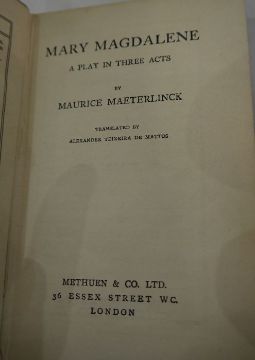 MARY MAGDALENE
A PLAY IN THREE ACTS
BY
MAURICE MAETERLINCK
TRANSLATED BY
ALEXANDER TEIXEIRA DE MATTOS
METHUEN & CO. LTD.
36 ESSEX STREET W.C.
LONDON